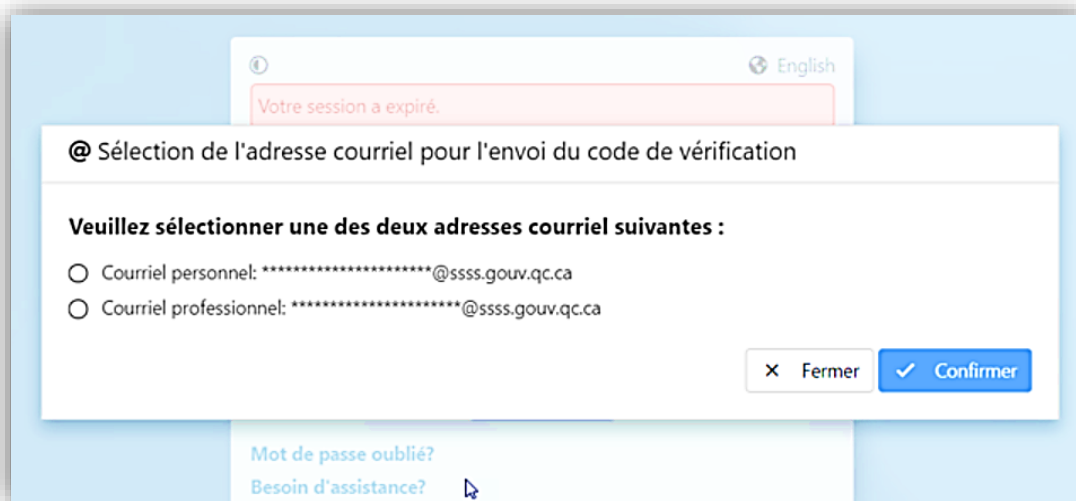 English
Votre session a expiré.
@ Sélection de l'adresse courriel pour l'envoi du code de vérification
Veuillez sélectionner une des deux adresses courriel suivantes :
Courriel personnel: **********************@ssss.gouv.qc.ca
Courriel professionnel: **********************@ssss.gouv.qc.ca
Fermer
Confirmer
Mot de passe oublié?
Besoin d'assistance?